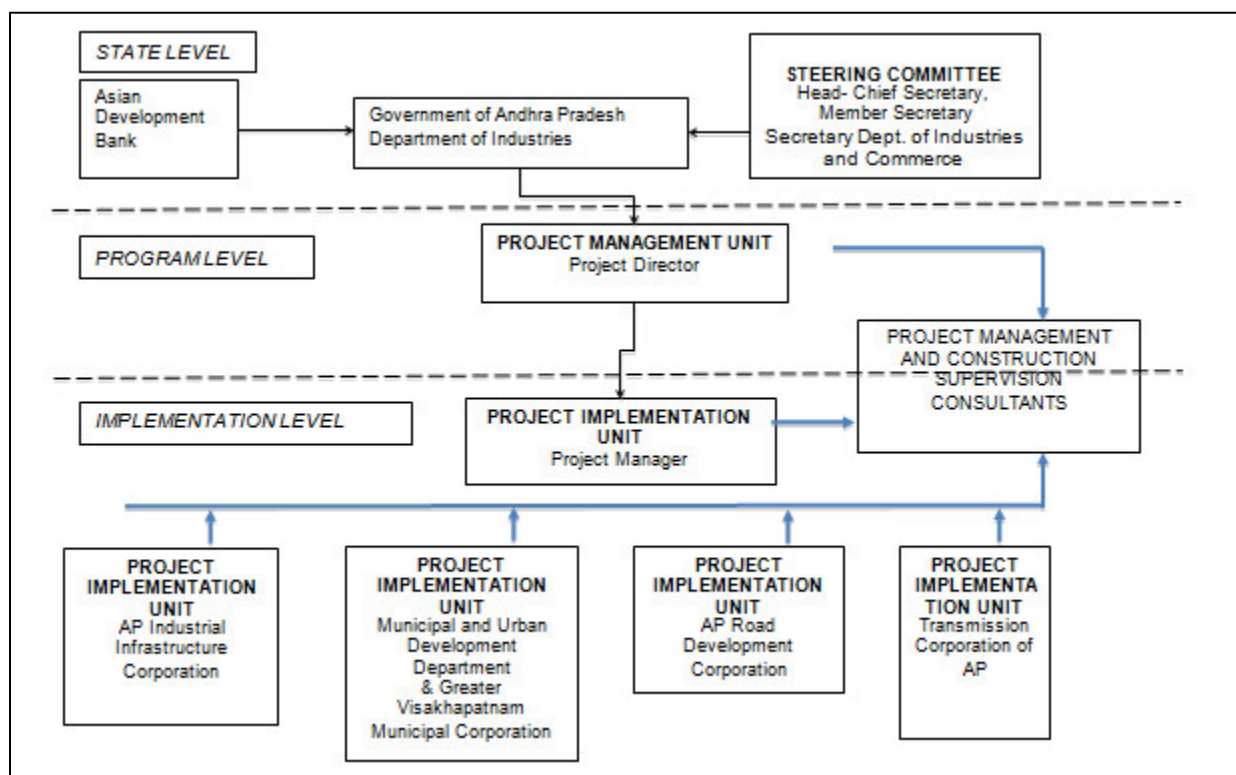 STATE LEVEL
Asian
Development
Bank
Government of Andhra Pradesh
Department of Industries
STEERING COMMITTEE
Head- Chief Secretary,
Member Secretary
Secretary Dept. of Industries
and Commerce
PROGRAM LEVEL
PROJECT MANAGEMENT UNIT
Project Director
PROJECT MANAGEMENT
AND CONSTRUCTION
SUPERVISION
CONSULTANTS
IMPLEMENTATION LEVEL
PROJECT IMPLEMENTATION
UNIT
Project Manager
PROJECT
IMPLEMENTATION
UNIT
AP Industrial
Infrastructure
Corporation
PROJECT
IMPLEMENTATION
UNIT
Municipal and Urban
Development
Department
& Greater
Visakhapatnam
Municipal Corporation
PROJECT
IMPLEMENTATION
UNIT
AP Road
Development
Corporation
PROJECT
IMPLEMENTA
TION UNIT
Transmission
Corporation of
AP